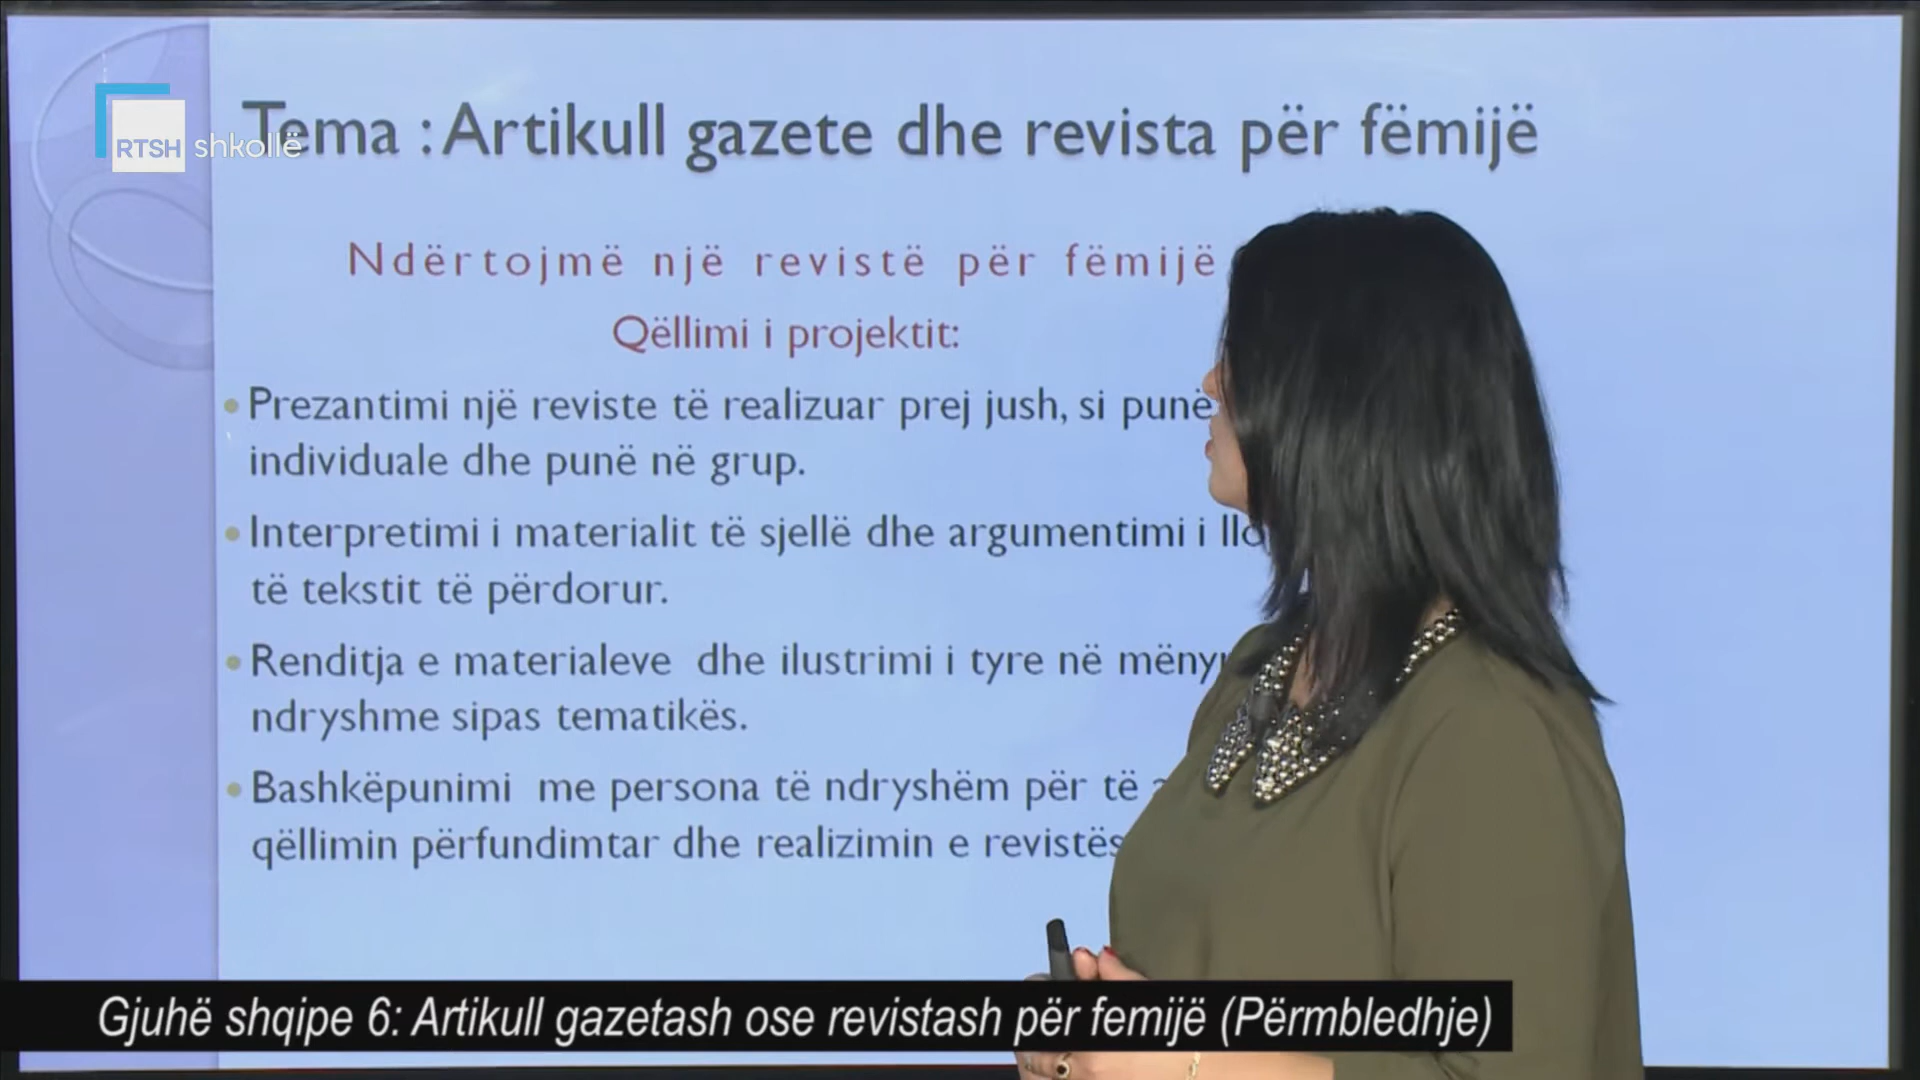 RTSH shkollë
Tema : Artikull gazete dhe revista për fëmijë
Ndërtojmë një revistë për fëmijë
Qëllimi i projektit:
Prezantimi një reviste të realizuar prej jush, si punë
individuale dhe punë në grup.
Interpretimi i materialit të sjellë dhe argumentimi i
të tekstit të përdorur.
Renditja e materialeve dhe ilustrimi i tyre në
ndryshme sipas tematikës.
Bashkëpunimi me persona të ndryshëm për të
qëllimin përfundimtar dhe realizimin e revistës
Gjuhë shqipe 6: Artikull gazetash ose revistash për femijë (Përmbledhje)